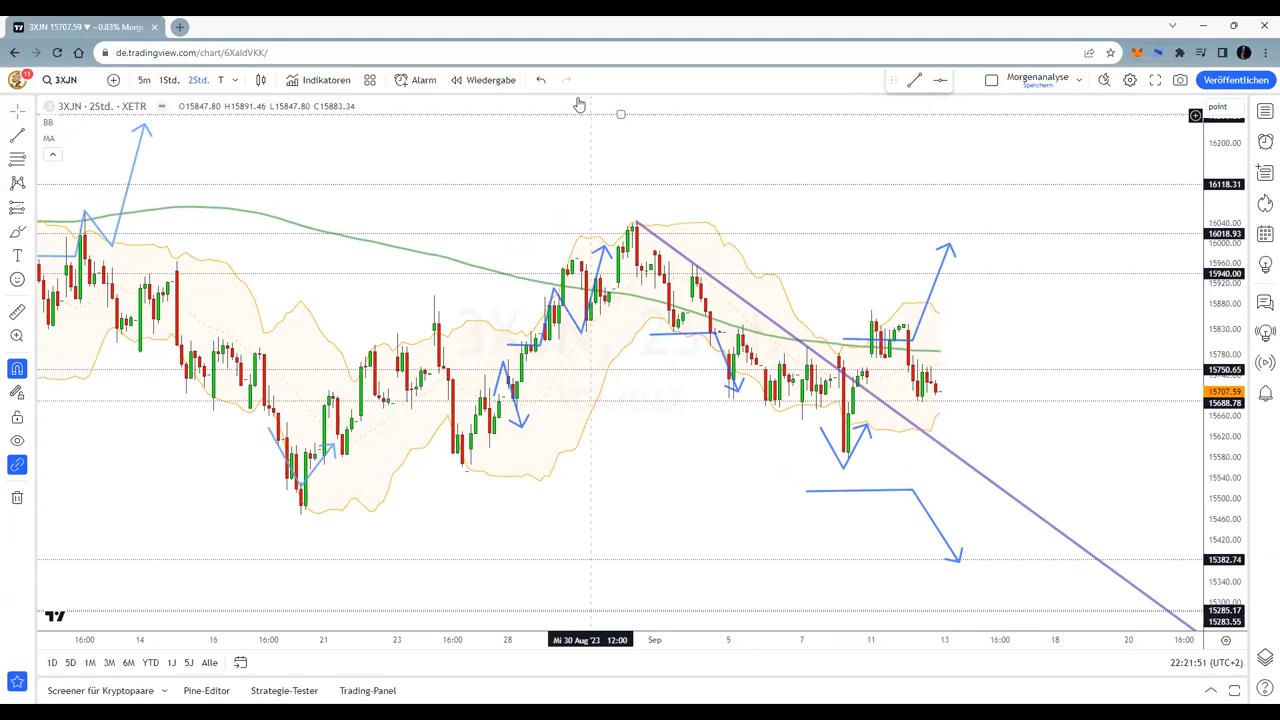 3XJN 15707.59 ▼ −0.83% Morge
de.tradingview.com/chart/6XaldVKK/
11
3XJN
5m
1Std.
2Std.
T
Indikatoren
Alarm
Wiedergabe
Morgenanalyse
Speichern
Veröffentlichen
3XJN · 2Std. · XETR
O15847.80 H15891.46 L15847.80 C15883.34
BB
MA
point
16200.00
16118.31
16040.00
16018.93
16000.00
15960.00
15940.00
15920.00
15880.00
15830.00
15780.00
15750.65
15707.59
15688.78
15660.00
15620.00
15580.00
15540.00
15500.00
15460.00
15420.00
15382.74
15340.00
15300.00
15285.17
15283.55
16:00
14
16
16:00
21
23
16:00
28
Mi 30 Aug '23 12:00
Sep
5
7
11
13
16:00
20
16:00
1D
5D
1M
3M
6M
YTD
1J
5J
Alle
22:21:51 (UTC+2)
Screener für Kryptopaare
Pine-Editor
Strategie-Tester
Trading-Panel